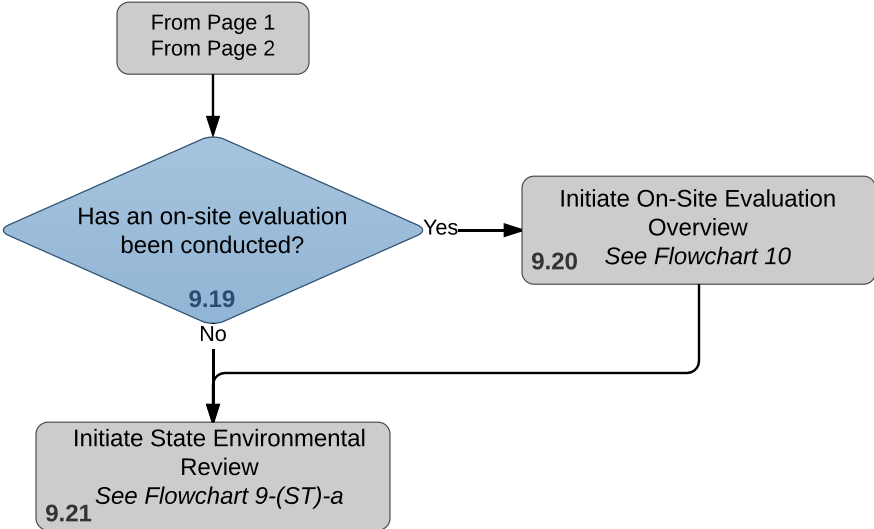 From Page 1
From Page 2
Has an on-site evaluation
been conducted?
9.19
Yes
Initiate On-Site Evaluation
Overview
9.20 See Flowchart 10
No
Initiate State Environmental
Review
See Flowchart 9-(ST)-a
9.21